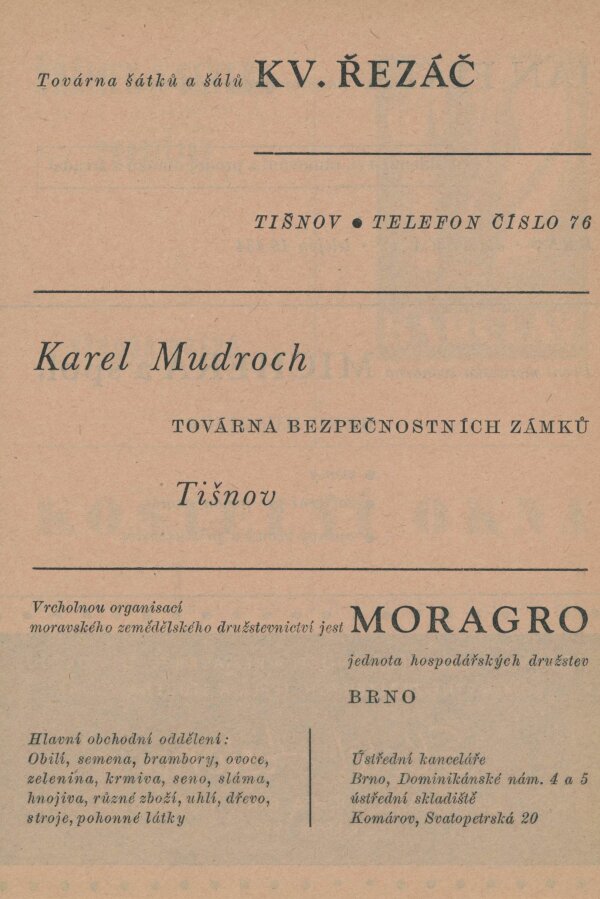 Továrna šátků a šálů KV. ŘEZÁČ
TIŠNOV ● TELEFON ČÍSLO 76
Karel Mudroch
TOVÁRNA BEZPEČNOSTNÍCH ZÁMKŮ
Tišnov
Vrcholnou organisací
moravského zemědělského družstevnictví jest MORAGRO
jednota hospodářských družstev
BRNO
Hlavní obchodní oddělení:
Obilí, semena, brambory, ovoce,
zelenina, krmiva, seno, sláma,
hnojiva, různé zboží, uhlí, dřevo,
stroje, pohonné látky
Ústřední kanceláře
Brno, Dominikánské nám. 4 a 5
ústřední skladiště
Komárov, Svatopetrská 20